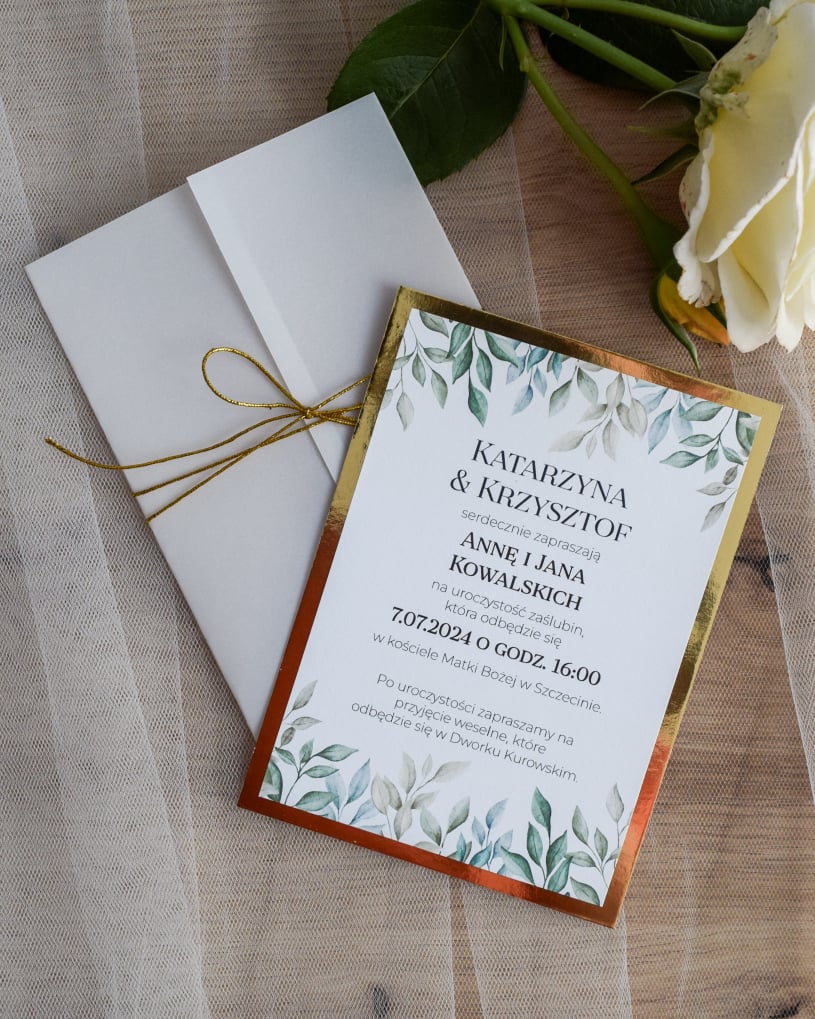 Katarzyna
& Krzysztof
serdecznie zapraszają
Annę i Jana
Kowalskich
na uroczystość zaślubin,
która odbędzie się
7.07.2024 o godz. 16:00
w kościele Matki Bożej w Szczecinie.
Po uroczystości zapraszamy na
przyjęcie weselne, które
odbędzie się w Dworku Kurowskim.